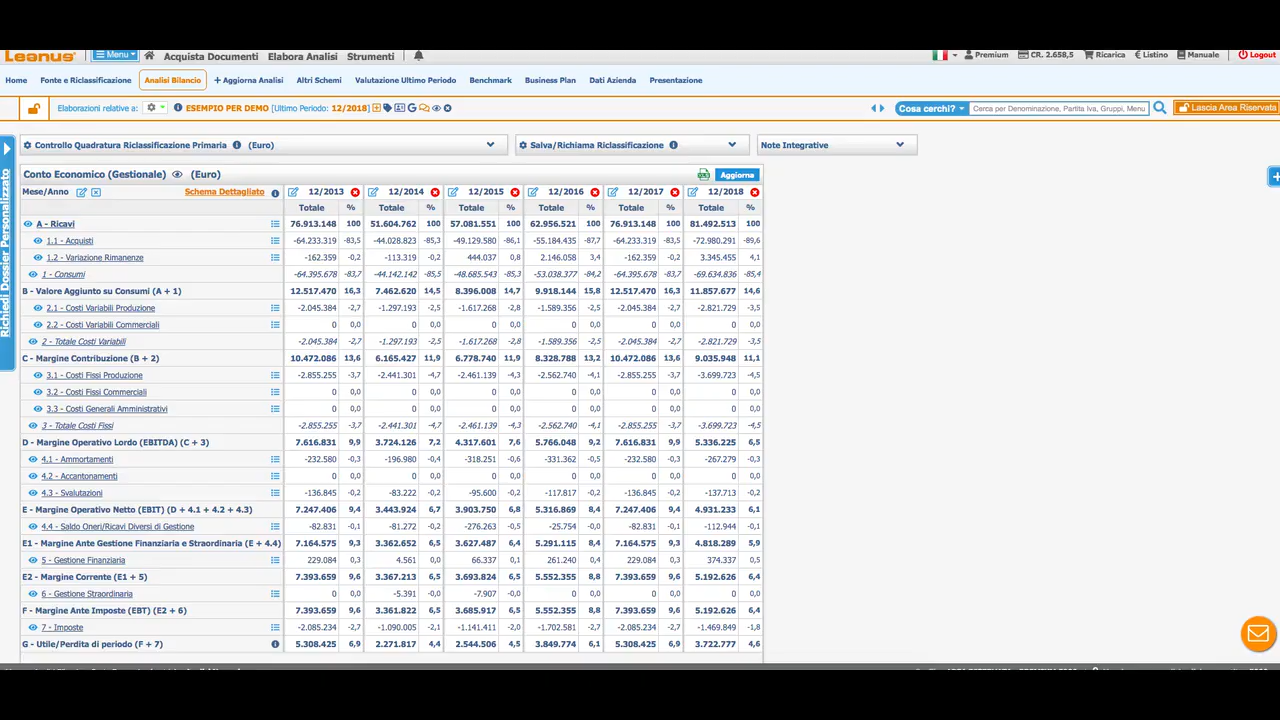 Leanus® Menu Acquista Documenti Elabora Analisi Strumenti Premium CR. 2.658,5 Ricarica Listino Manuale Logout
Home Fonte e Riclassificazione Analisi Bilancio + Aggiorna Analisi Altri Schemi Valutazione Ultimo Periodo Benchmark Business Plan Dati Azienda Presentazione
Elaborazioni relative a: ESEMPIO PER DEMO [Ultimo Periodo: 12/2018] Cosa cerchi? Cerca per Denominazione, Partita Iva, Gruppi, Menu Lascia Area Riservata
Richiedi Dossier Personalizzato
Controllo Quadratura Riclassificazione Primaria (Euro) Salva/Richiama Riclassificazione Note Integrative
Conto Economico (Gestionale) (Euro) Aggiorna
Mese/Anno Schema Dettagliato 12/2013 12/2014 12/2015 12/2016 12/2017 12/2018
Totale % Totale % Totale % Totale % Totale % Totale %
A - Ricavi 76.913.148 100 51.604.762 100 57.081.551 100 62.956.521 100 76.913.148 100 81.492.513 100
1.1 - Acquisti -64.233.319 -83,5 -44.028.823 -85,3 -49.129.580 -86,1 -55.184.435 -87,7 -64.233.319 -83,5 -72.980.291 -89,6
1.2 - Variazione Rimanenze -162.359 -0,2 -113.319 -0,2 444.037 0,8 2.146.058 3,4 -162.359 -0,2 3.345.455 4,1
1 - Consumi -64.395.678 -83,7 -44.142.142 -85,5 -48.685.543 -85,3 -53.038.377 -84,2 -64.395.678 -83,7 -69.634.836 -85,4
B - Valore Aggiunto su Consumi (A + 1) 12.517.470 16,3 7.462.620 14,5 8.396.008 14,7 9.918.144 15,8 12.517.470 16,3 11.857.677 14,6
2.1 - Costi Variabili Produzione -2.045.384 -2,7 -1.297.193 -2,5 -1.617.268 -2,8 -1.589.356 -2,5 -2.045.384 -2,7 -2.821.729 -3,5
2.2 - Costi Variabili Commerciali 0 0,0 0 0,0 0 0,0 0 0,0 0 0,0 0 0,0
2 - Totale Costi Variabili -2.045.384 -2,7 -1.297.193 -2,5 -1.617.268 -2,8 -1.589.356 -2,5 -2.045.384 -2,7 -2.821.729 -3,5
C - Margine Contribuzione (B + 2) 10.472.086 13,6 6.165.427 11,9 6.778.740 11,9 8.328.788 13,2 10.472.086 13,6 9.035.948 11,1
3.1 - Costi Fissi Produzione -2.855.255 -3,7 -2.441.301 -4,7 -2.461.139 -4,3 -2.562.740 -4,1 -2.855.255 -3,7 -3.699.723 -4,5
3.2 - Costi Fissi Commerciali 0 0,0 0 0,0 0 0,0 0 0,0 0 0,0 0 0,0
3.3 - Costi Generali Amministrativi 0 0,0 0 0,0 0 0,0 0 0,0 0 0,0 0 0,0
3 - Totale Costi Fissi -2.855.255 -3,7 -2.441.301 -4,7 -2.461.139 -4,3 -2.562.740 -4,1 -2.855.255 -3,7 -3.699.723 -4,5
D - Margine Operativo Lordo (EBITDA) (C + 3) 7.616.831 9,9 3.724.126 7,2 4.317.601 7,6 5.766.048 9,2 7.616.831 9,9 5.336.225 6,5
4.1 - Ammortamenti -232.580 -0,3 -196.980 -0,4 -318.251 -0,6 -331.362 -0,5 -232.580 -0,3 -267.279 -0,3
4.2 - Accantonamenti 0 0,0 0 0,0 0 0,0 0 0,0 0 0,0 0 0,0
4.3 - Svalutazioni -136.845 -0,2 -83.222 -0,2 -95.600 -0,2 -117.817 -0,2 -136.845 -0,2 -137.713 -0,2
E - Margine Operativo Netto (EBIT) (D + 4.1 + 4.2 + 4.3) 7.247.406 9,4 3.443.924 6,7 3.903.750 6,8 5.316.869 8,4 7.247.406 9,4 4.931.233 6,1
4.4 - Saldo Oneri/Ricavi Diversi di Gestione -82.831 -0,1 -81.272 -0,2 -276.263 -0,5 -25.754 -0,0 -82.831 -0,1 -112.944 -0,1
E1 - Margine Ante Gestione Finanziaria e Straordinaria (E + 4.4) 7.164.575 9,3 3.362.652 6,5 3.627.487 6,4 5.291.115 8,4 7.164.575 9,3 4.818.289 5,9
5 - Gestione Finanziaria 229.084 0,3 4.561 0,0 66.337 0,1 261.240 0,4 229.084 0,3 374.337 0,5
E2 - Margine Corrente (E1 + 5) 7.393.659 9,6 3.367.213 6,5 3.693.824 6,5 5.552.355 8,8 7.393.659 9,6 5.192.626 6,4
6 - Gestione Straordinaria 0 0,0 -5.391 -0,0 -7.907 -0,0 0 0,0 0 0,0 0 0,0
F - Margine Ante Imposte (EBT) (E2 + 6) 7.393.659 9,6 3.361.822 6,5 3.685.917 6,5 5.552.355 8,8 7.393.659 9,6 5.192.626 6,4
7 - Imposte -2.085.234 -2,7 -1.090.005 -2,1 -1.141.411 -2,0 -1.702.581 -2,7 -2.085.234 -2,7 -1.469.849 -1,8
G - Utile/Perdita di periodo (F + 7) 5.308.425 6,9 2.271.817 4,4 2.544.506 4,5 3.849.774 6,1 5.308.425 6,9 3.722.777 4,6